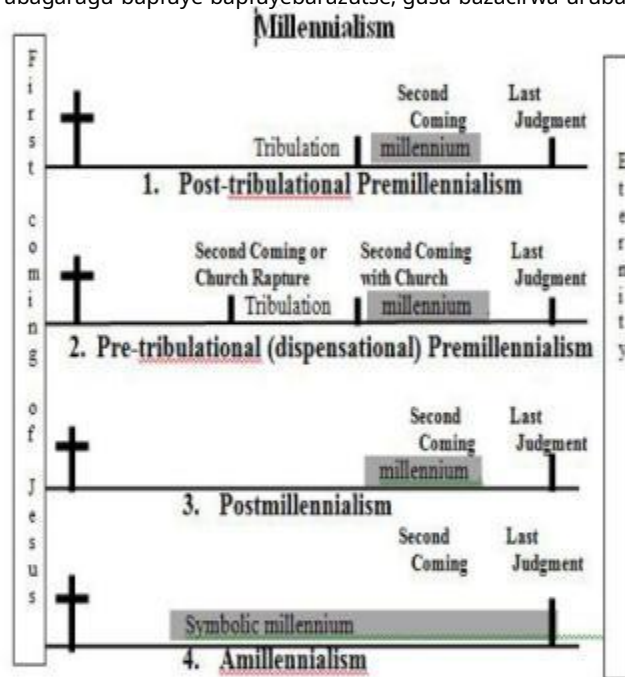 Millennialism
First coming of Jesus
Second Last
Coming Judgment
Tribulation millennium
1. Post-tribulational Premillennialism
Second Coming or Second Coming Last
Church Rapture with Church Judgment
Tribulation millennium
2. Pre-tribulational (dispensational) Premillennialism
Second Last
Coming Judgment
millennium
3. Postmillennialism
Second Last
Coming Judgment
Symbolic millennium
4. Amillennialism
Eternity